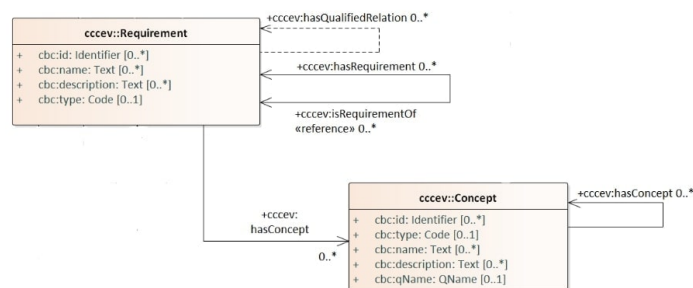 +cccev:hasQualifiedRelation 0..*
cccev::Requirement
+ cbc:id: Identifier [0..*]
+ cbc:name: Text [0..*]
+ cbc:description: Text [0..*]
+ cbc:type: Code [0..1]
+cccev:hasRequirement 0..*
+cccev:isRequirementOf
«reference» 0..*
cccev::Concept
+ cbc:id: Identifier [0..*]
+ cbc:type: Code [0..1]
+ cbc:name: Text [0..*]
+ cbc:description: Text [0..*]
+ cbc:qName: QName [0..1]
+cccev:hasConcept 0..*
+cccev:
hasConcept
0..*